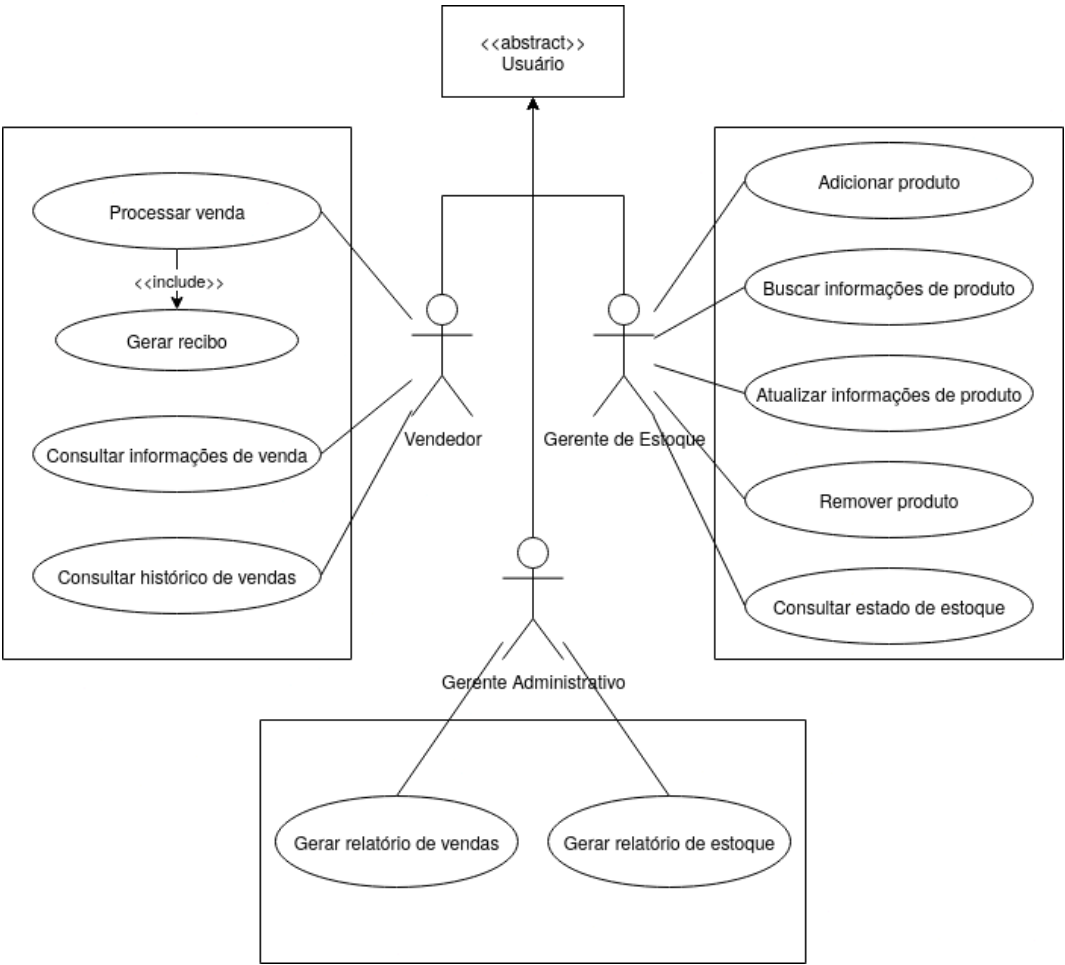 <<abstract>>
Usuário
Processar venda
<<include>>
Gerar recibo
Consultar informações de venda
Consultar histórico de vendas
Vendedor
Gerente de Estoque
Adicionar produto
Buscar informações de produto
Atualizar informações de produto
Remover produto
Consultar estado de estoque
Gerente Administrativo
Gerar relatório de vendas
Gerar relatório de estoque